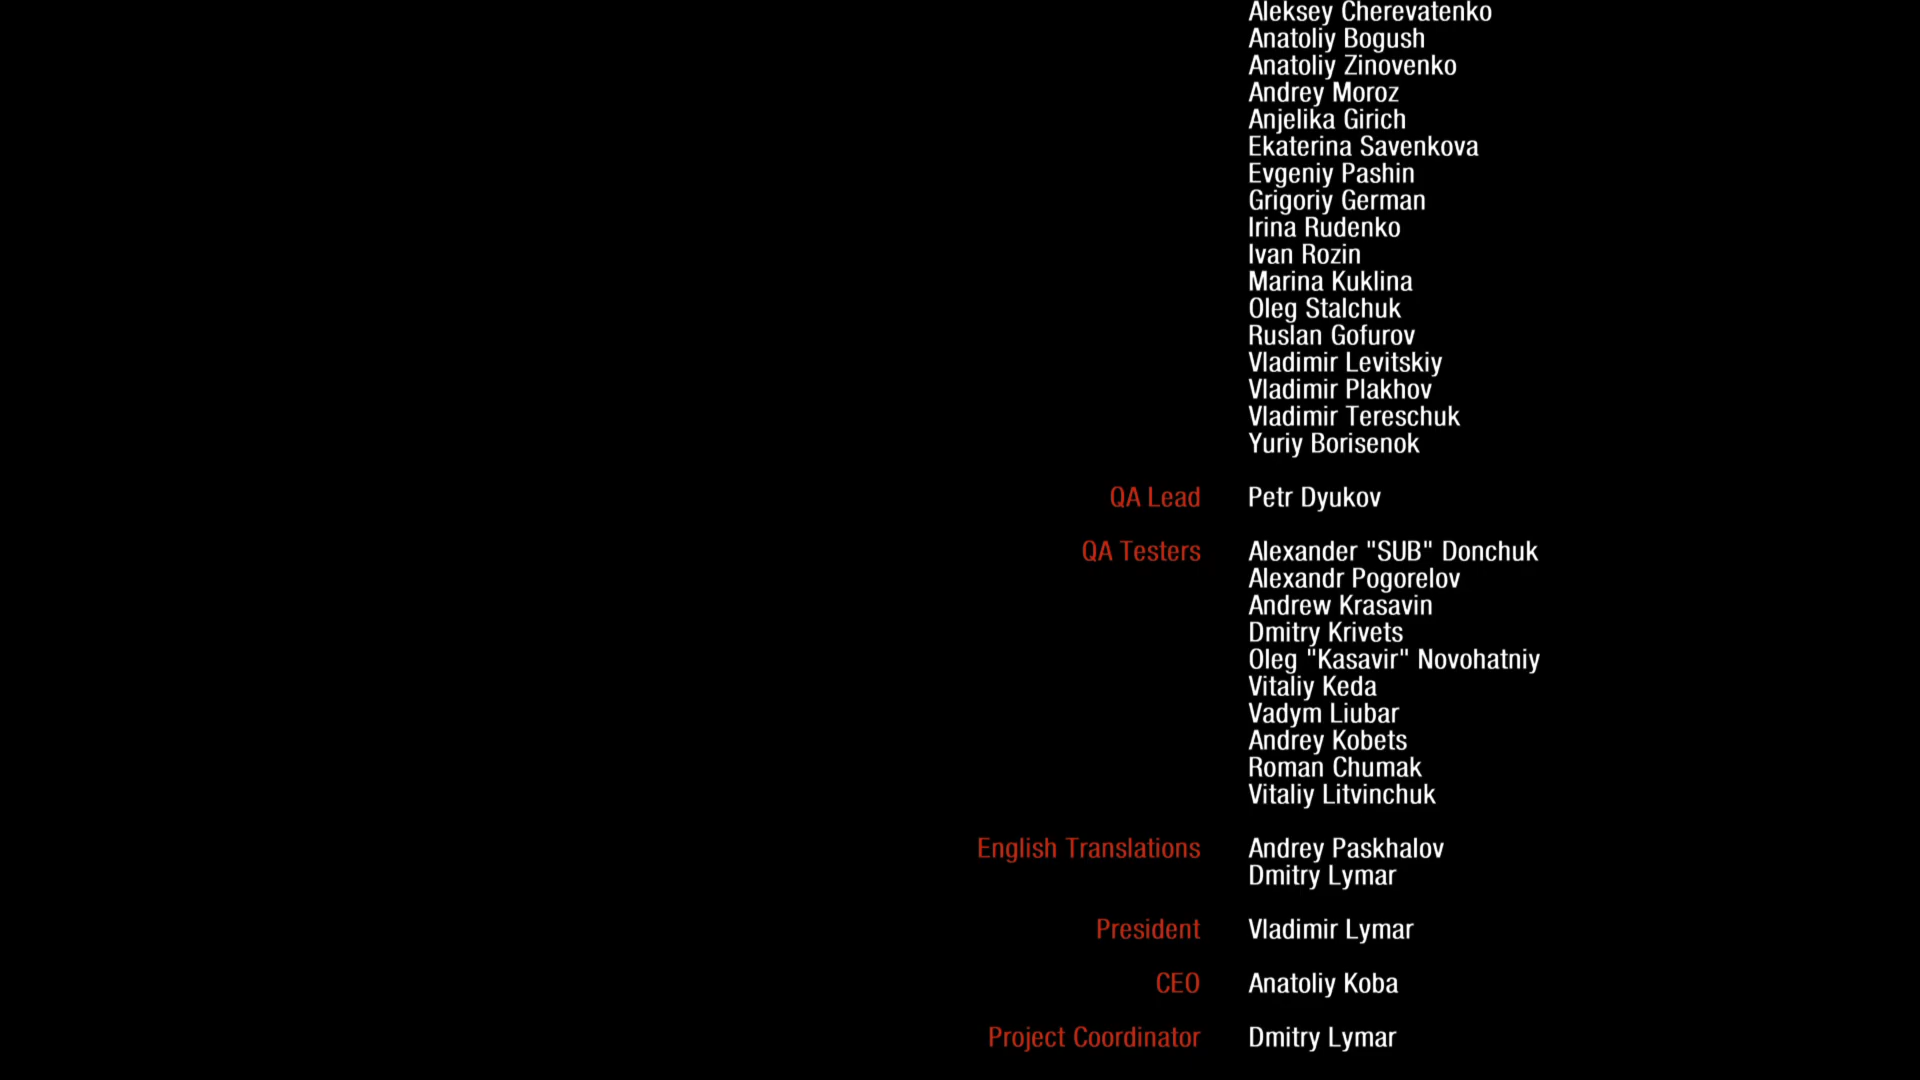 Aleksey Cherevatenko
Anatoliy Bogush
Anatoliy Zinovenko
Andrey Moroz
Anjelika Girich
Ekaterina Savenkova
Evgeniy Pashin
Grigoriy German
Irina Rudenko
Ivan Rozin
Marina Kuklina
Oleg Stalchuk
Ruslan Gofurov
Vladimir Levitskiy
Vladimir Plakhov
Vladimir Tereschuk
Yuriy Borisenok
QA Lead Petr Dyukov
QA Testers Alexander "SUB" Donchuk
Alexandr Pogorelov
Andrew Krasavin
Dmitry Krivets
Oleg "Kasavir" Novohatniy
Vitaliy Keda
Vadym Liubar
Andrey Kobets
Roman Chumak
Vitaliy Litvinchuk
English Translations Andrey Paskhalov
Dmitry Lymar
President Vladimir Lymar
CEO Anatoliy Koba
Project Coordinator Dmitry Lymar